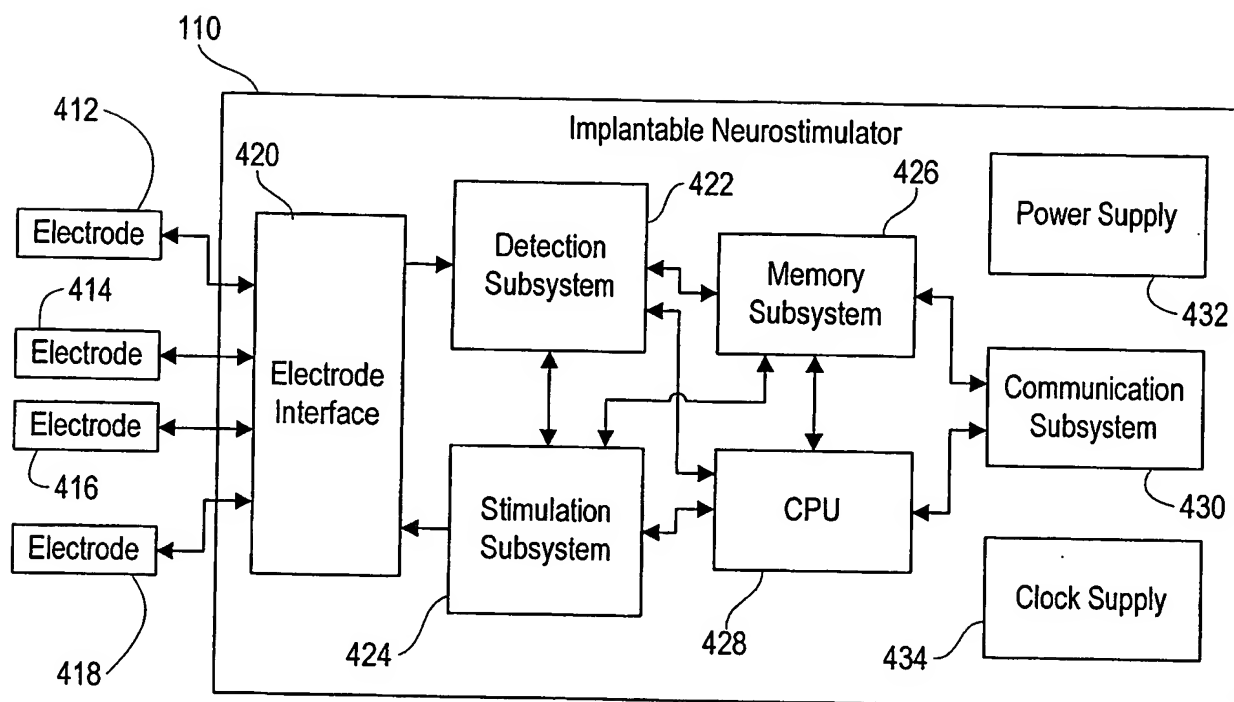 110
412
Implantable Neurostimulator
420
422
426
Electrode
Detection
Subsystem
Memory
Subsystem
Power Supply
432
414
Electrode
Electrode
Interface
Communication
Subsystem
430
Electrode
416
Stimulation
Subsystem
CPU
Electrode
418
424
428
Clock Supply
434